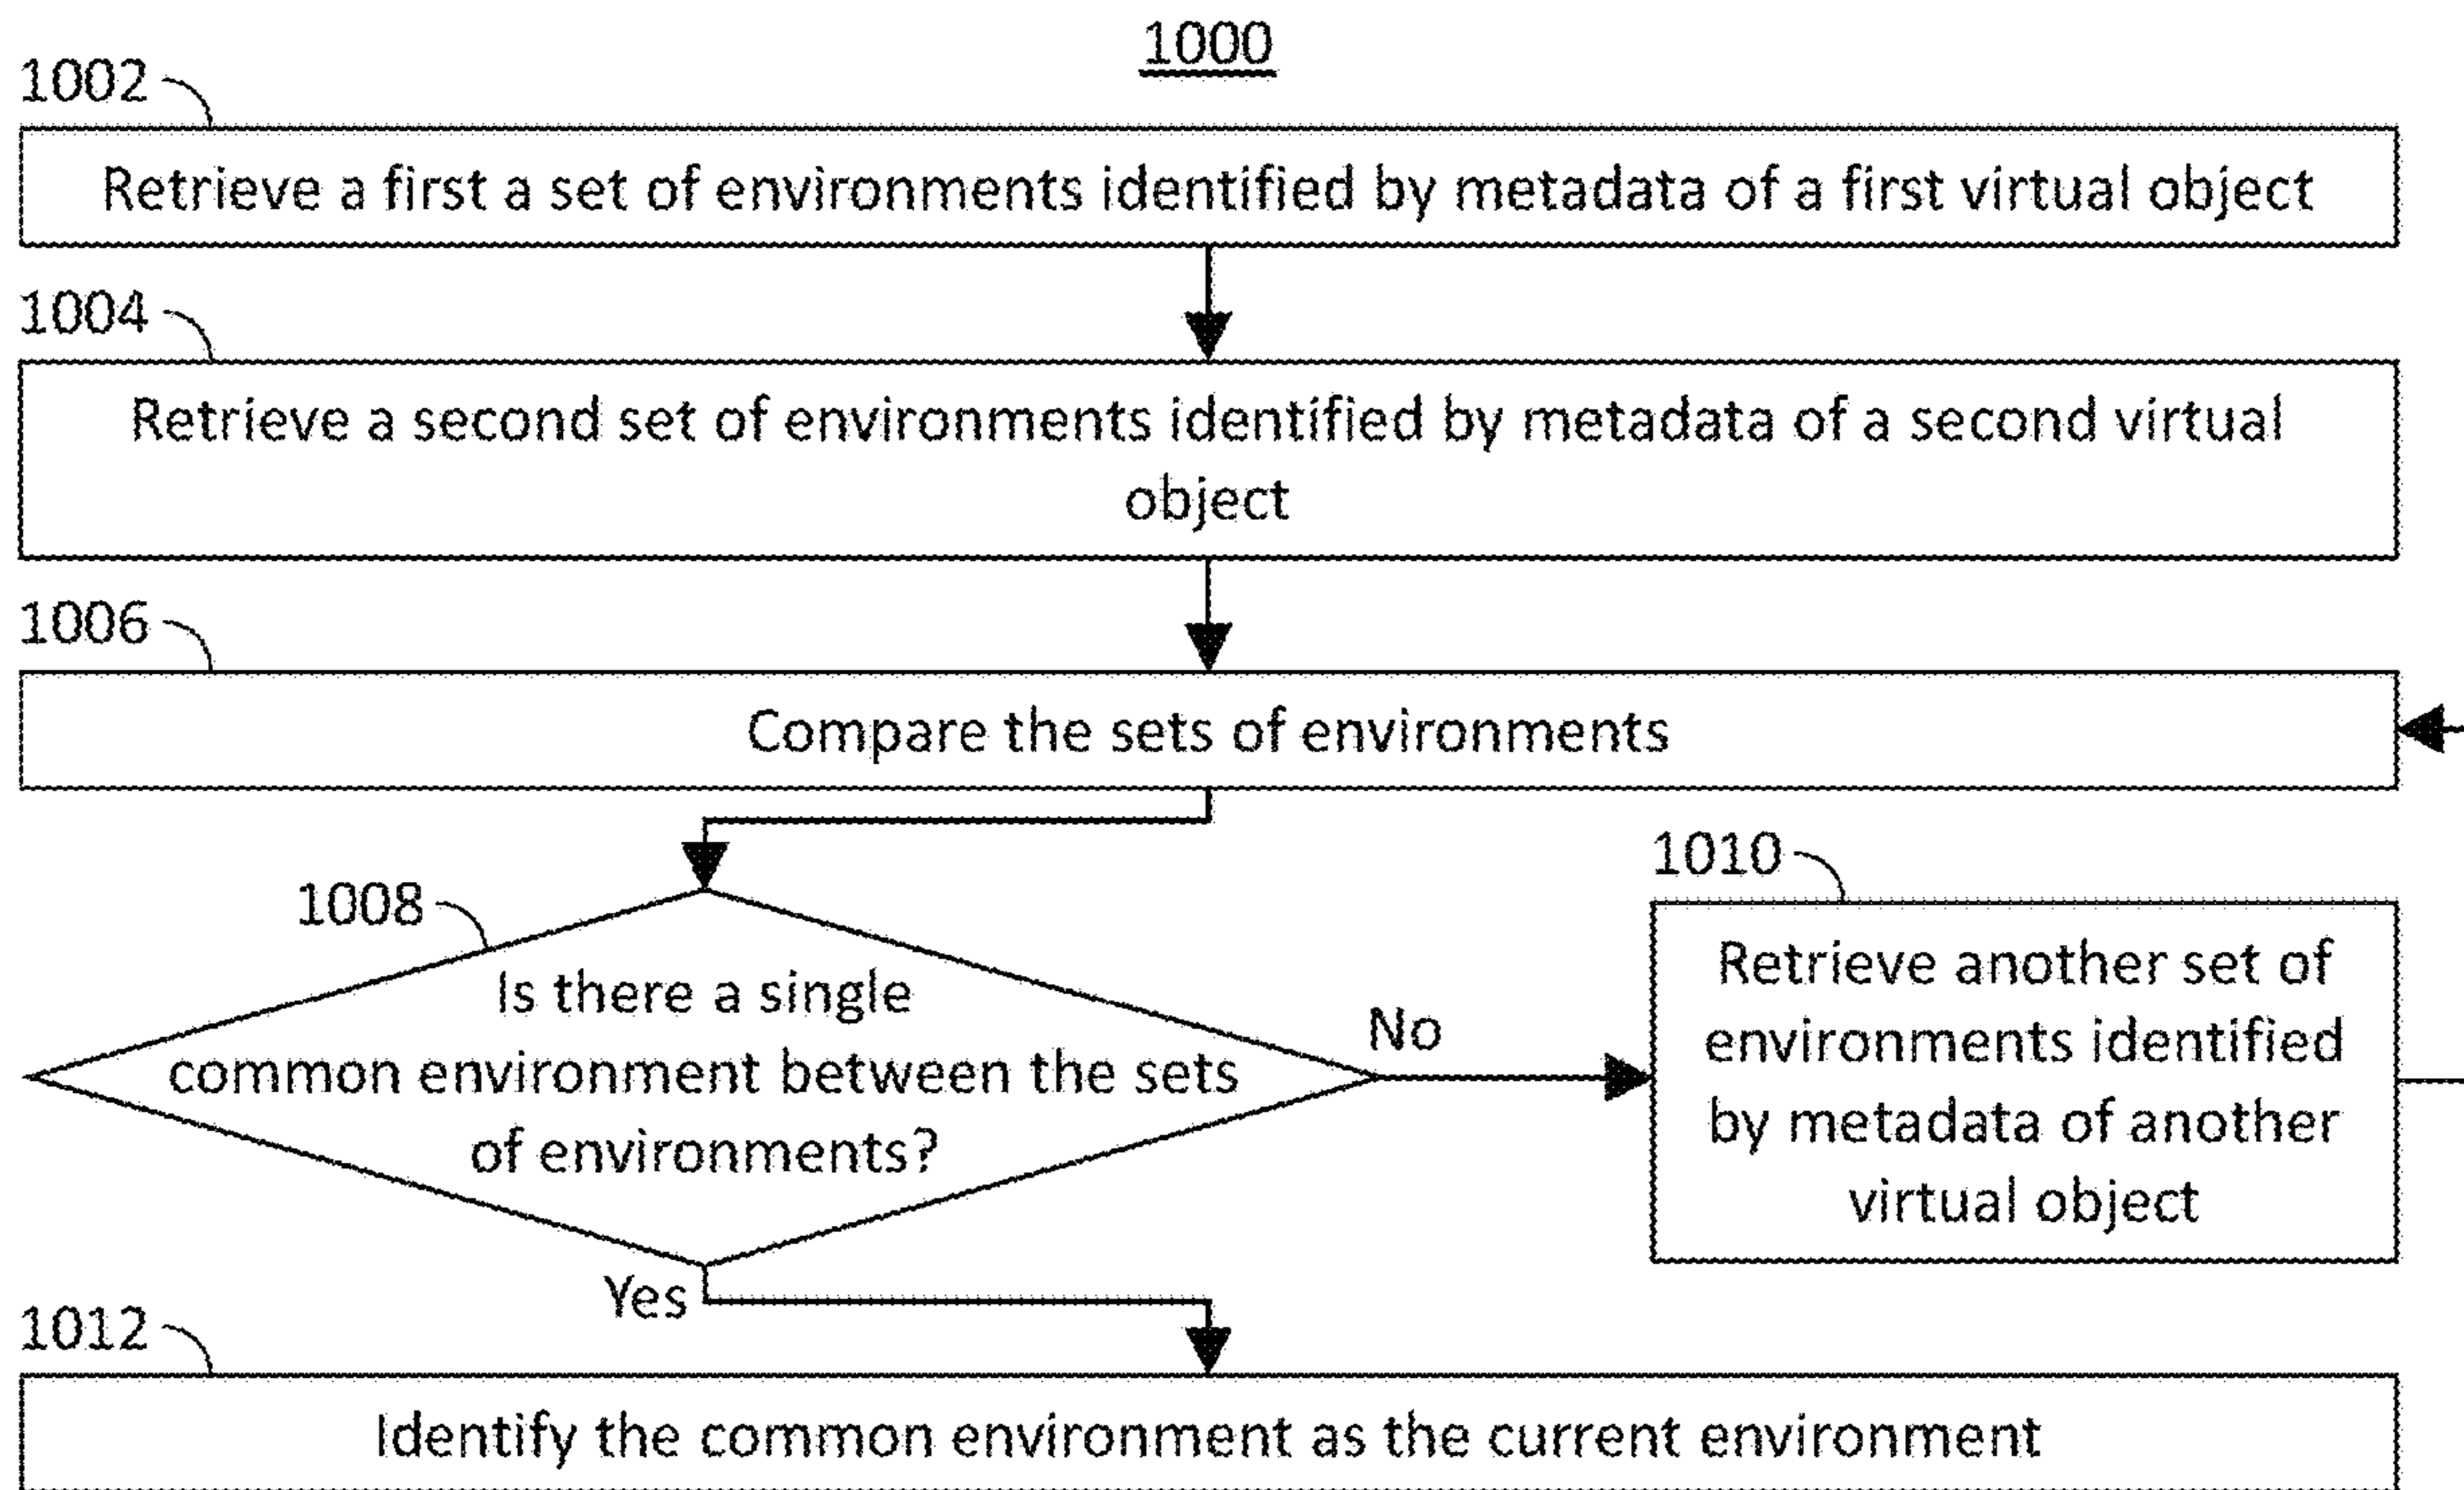 1000
1002
Retrieve a first a set of environments identified by metadata of a first virtual object
1004
Retrieve a second set of environments identified by metadata of a second virtual
object
1006
Compare the sets of environments
1008
Is there a single
common environment between the sets
of environments?
No
1010
Retrieve another set of
environments identified
by metadata of another
virtual object
Yes
1012
Identify the common environment as the current environment